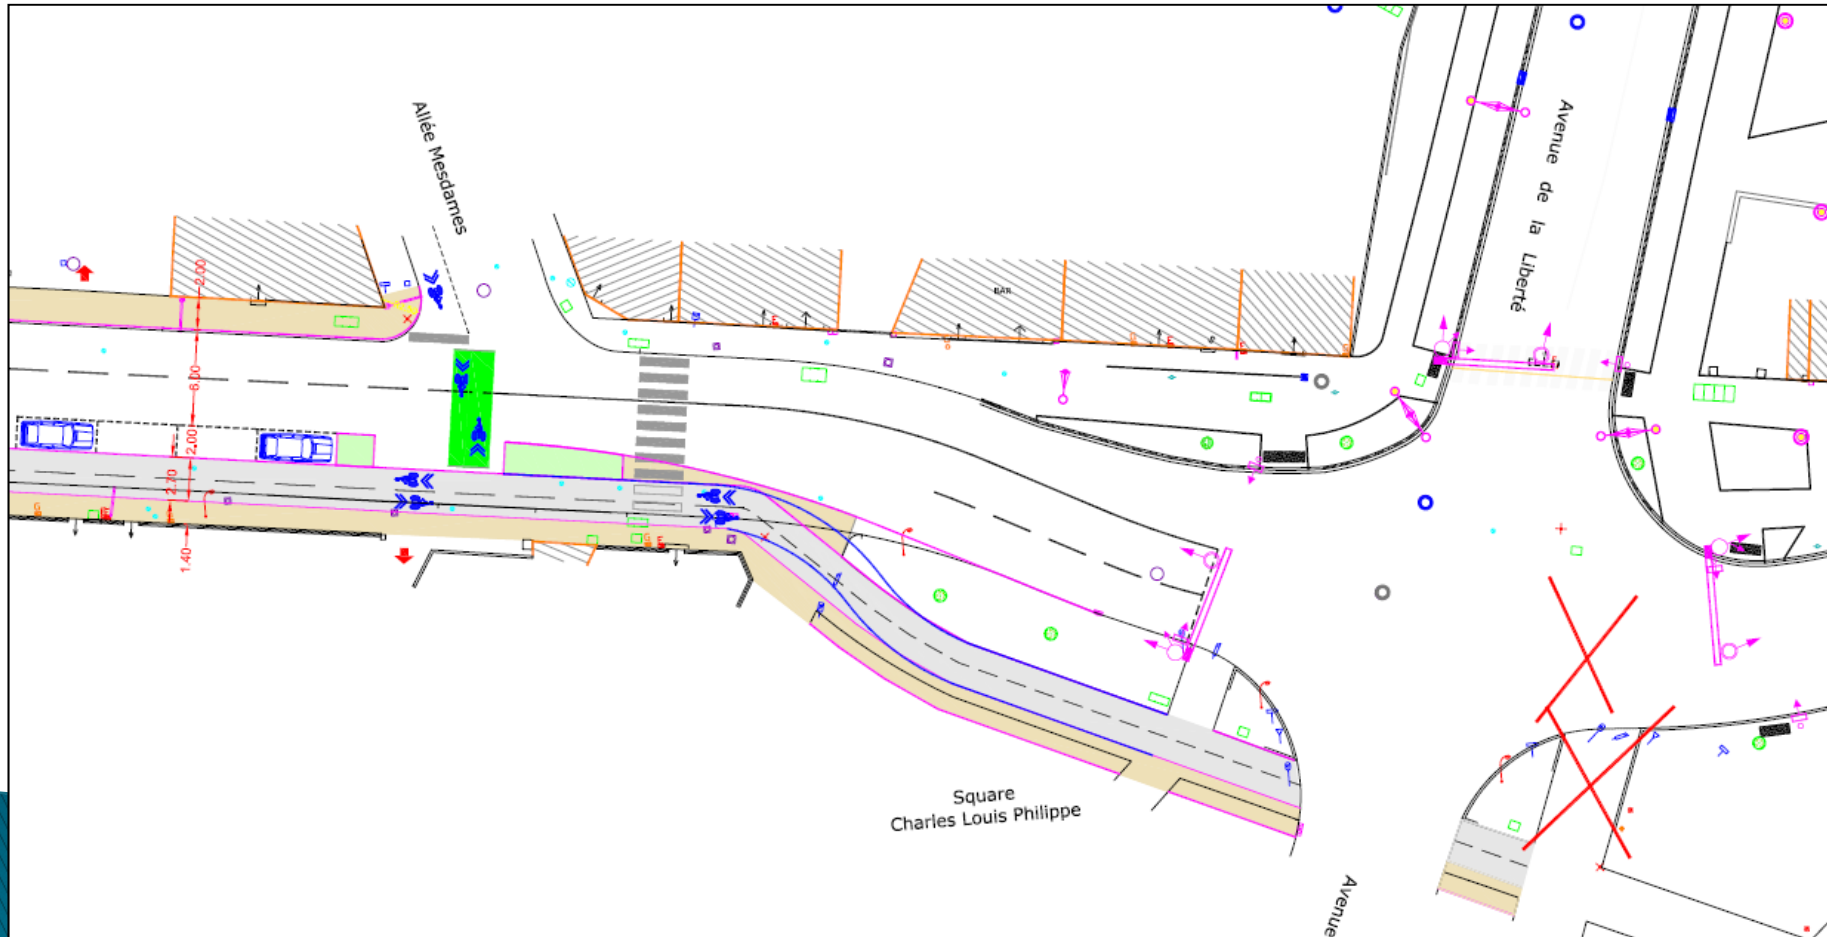 Allée Mesdames
Avenue de la Liberté
2.00
6.00
2.00
2.70
1.40
BAR
Square
Charles Louis Philippe
Avenue